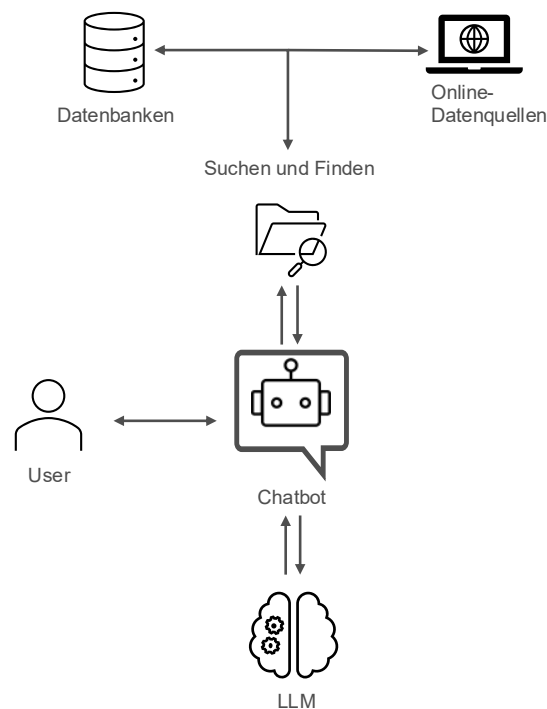 Datenbanken
Online-
Datenquellen
Suchen und Finden
User
Chatbot
LLM